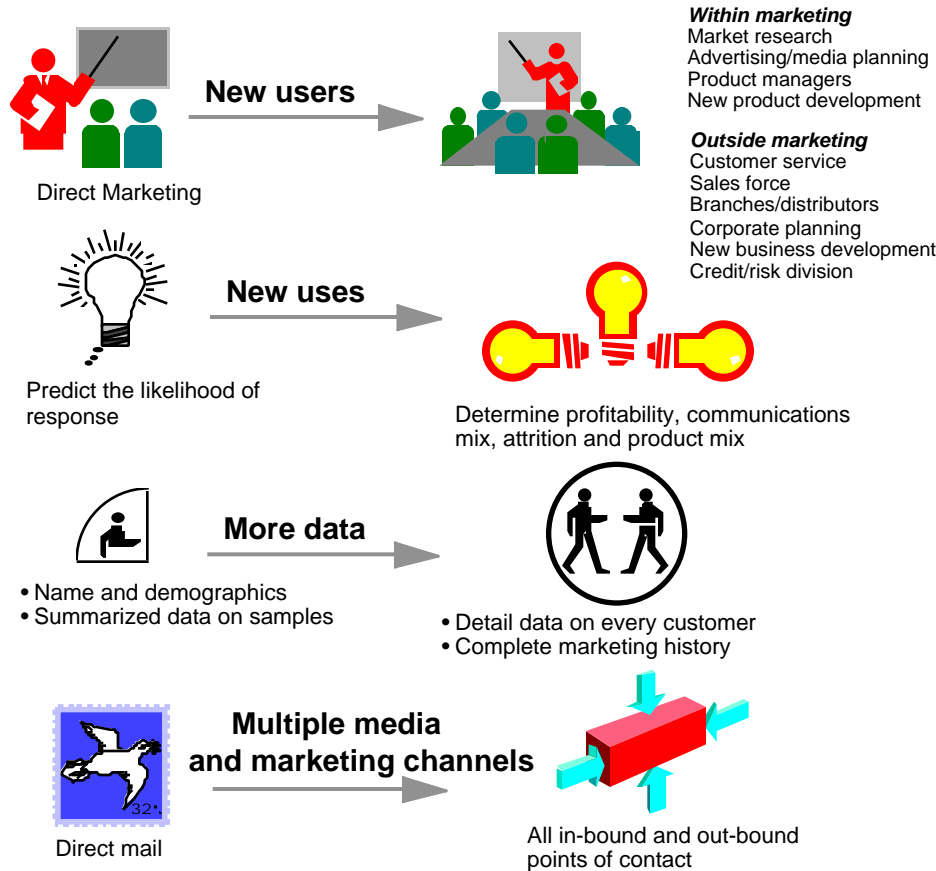 Within marketing
Market research
Advertising/media planning
Product managers
New product development
New users
Outside marketing
Customer service
Sales force
Branches/distributors
Corporate planning
New business development
Credit/risk division
Direct Marketing
New uses
Predict the likelihood of
response
Determine profitability, communications
mix, attrition and product mix
More data
• Name and demographics
• Summarized data on samples
• Detail data on every customer
• Complete marketing history
Multiple media
and marketing channels
32
Direct mail
All in-bound and out-bound
points of contact